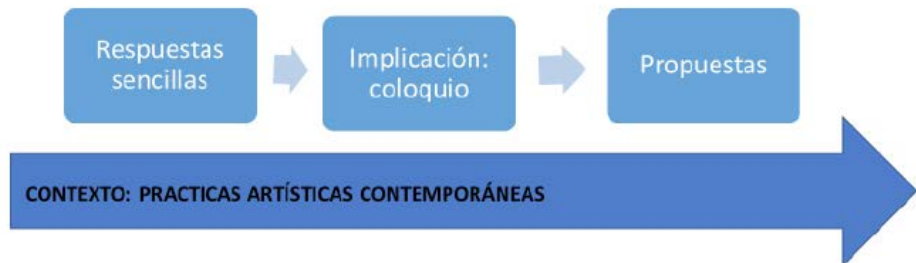 Respuestas
sencillas
Implicación:
coloquio
Propuestas
CONTEXTO: PRACTICAS ARTÍSTICAS CONTEMPORÁNEAS